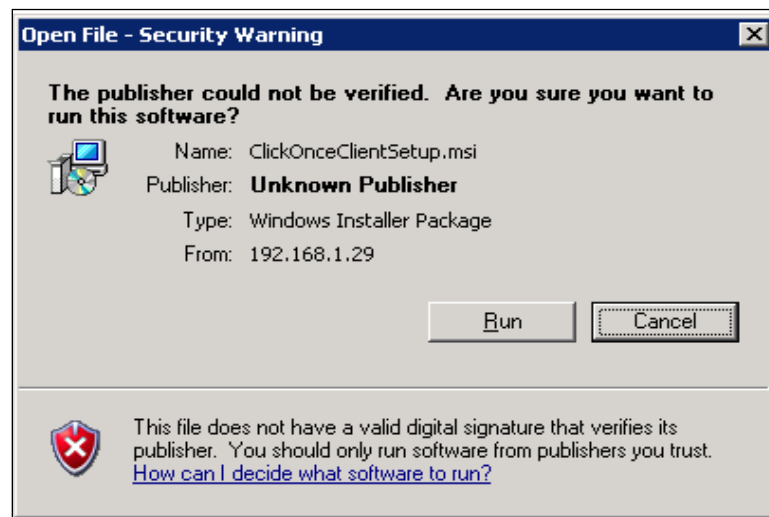 Open File - Security Warning
The publisher could not be verified.  Are you sure you want to
run this software?
Name: ClickOnceClientSetup.msi
Publisher: Unknown Publisher
Type: Windows Installer Package
From: 192.168.1.29
Run Cancel
This file does not have a valid digital signature that verifies its
publisher.  You should only run software from publishers you trust.
How can I decide what software to run?